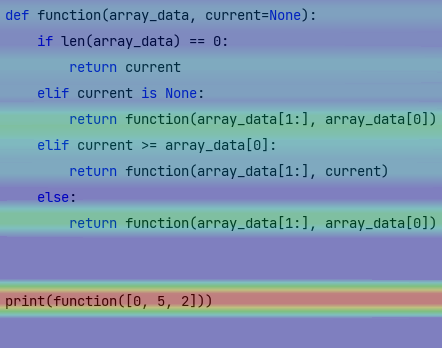 def function(array_data, current=None):
    if len(array_data) == 0:
        return current
    elif current is None:
        return function(array_data[1:], array_data[0])
    elif current >= array_data[0]:
        return function(array_data[1:], current)
    else:
        return function(array_data[1:], array_data[0])
print(function([0, 5, 2]))